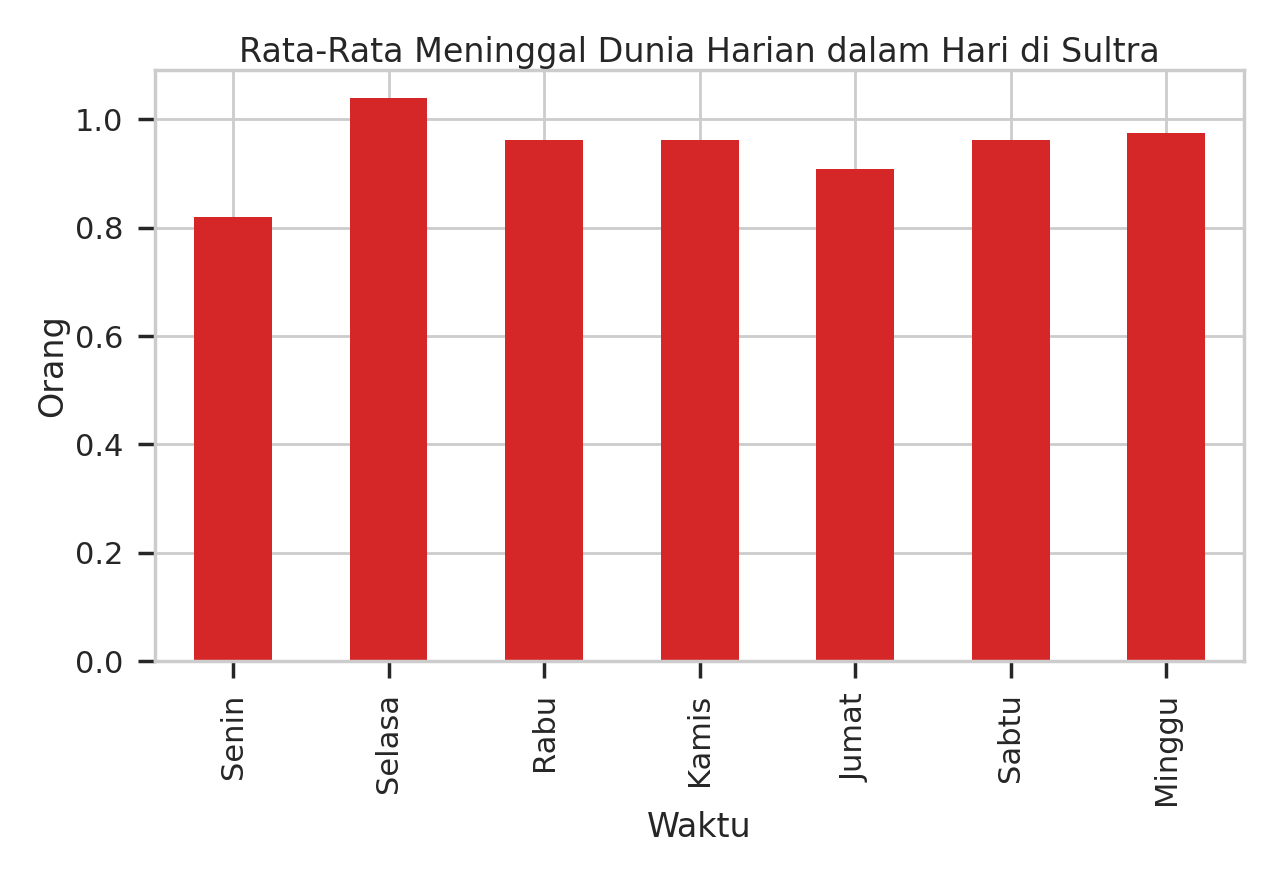 Rata-Rata Meninggal Dunia Harian dalam Hari di Sultra
1.0
0.8
0.6
0.4
0.2
0.0
Orang
Senin
Selasa
Rabu
Kamis
Jumat
Sabtu
Minggu
Waktu